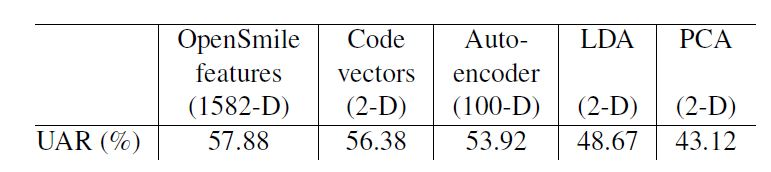 OpenSmile Code Auto- LDA PCA
features vectors encoder
(1582-D) (2-D) (100-D) (2-D) (2-D)
UAR (%) 57.88 56.38 53.92 48.67 43.12